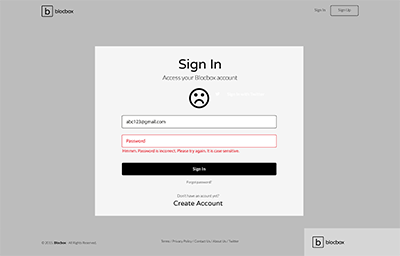 b blocbox
Sign In
Sign Up
Sign In
Access your Blocbox account
abc123@gmail.com
Password
Hmmm. Password is incorrect. Please try again. It is case sensitive.
Sign In
Forgot password?
Don't have an account yet?
Create Account
© 2015 Blocbox - All Rights Reserved
Terms / Privacy Policy / Contact Us / About Us / Twitter
b blocbox